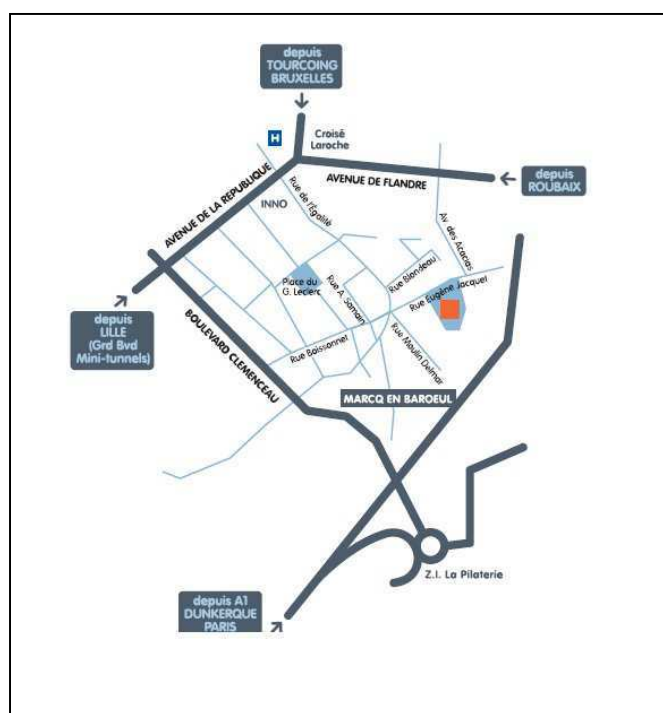 depuis
TOURCOING
BRUXELLES
H
Croisé
Laroche
AVENUE DE FLANDRE
depuis
ROUBAIX
AVENUE DE LA REPUBLIQUE
INNO
Rue de l'Egalité
Av des Acacias
Place du
G. Leclerc
Rue A. Samain
Rue Blondeau
Rue Eugène Jacquet
depuis
LILLE
(Grd Bvd
Mini-tunnels)
BOULEVARD CLEMENCEAU
Rue Boissonnet
Rue Moulin Delmar
MARCQ EN BAROEUL
Z.I. La Pilaterie
depuis A1
DUNKERQUE
PARIS